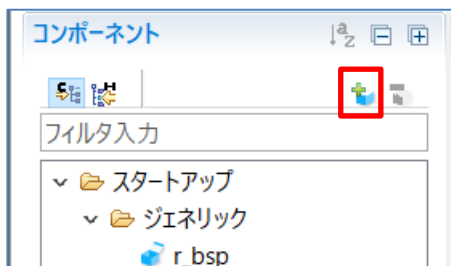 コンポーネント
フィルタ入力
スタートアップ
ジェネリック
r_bsp